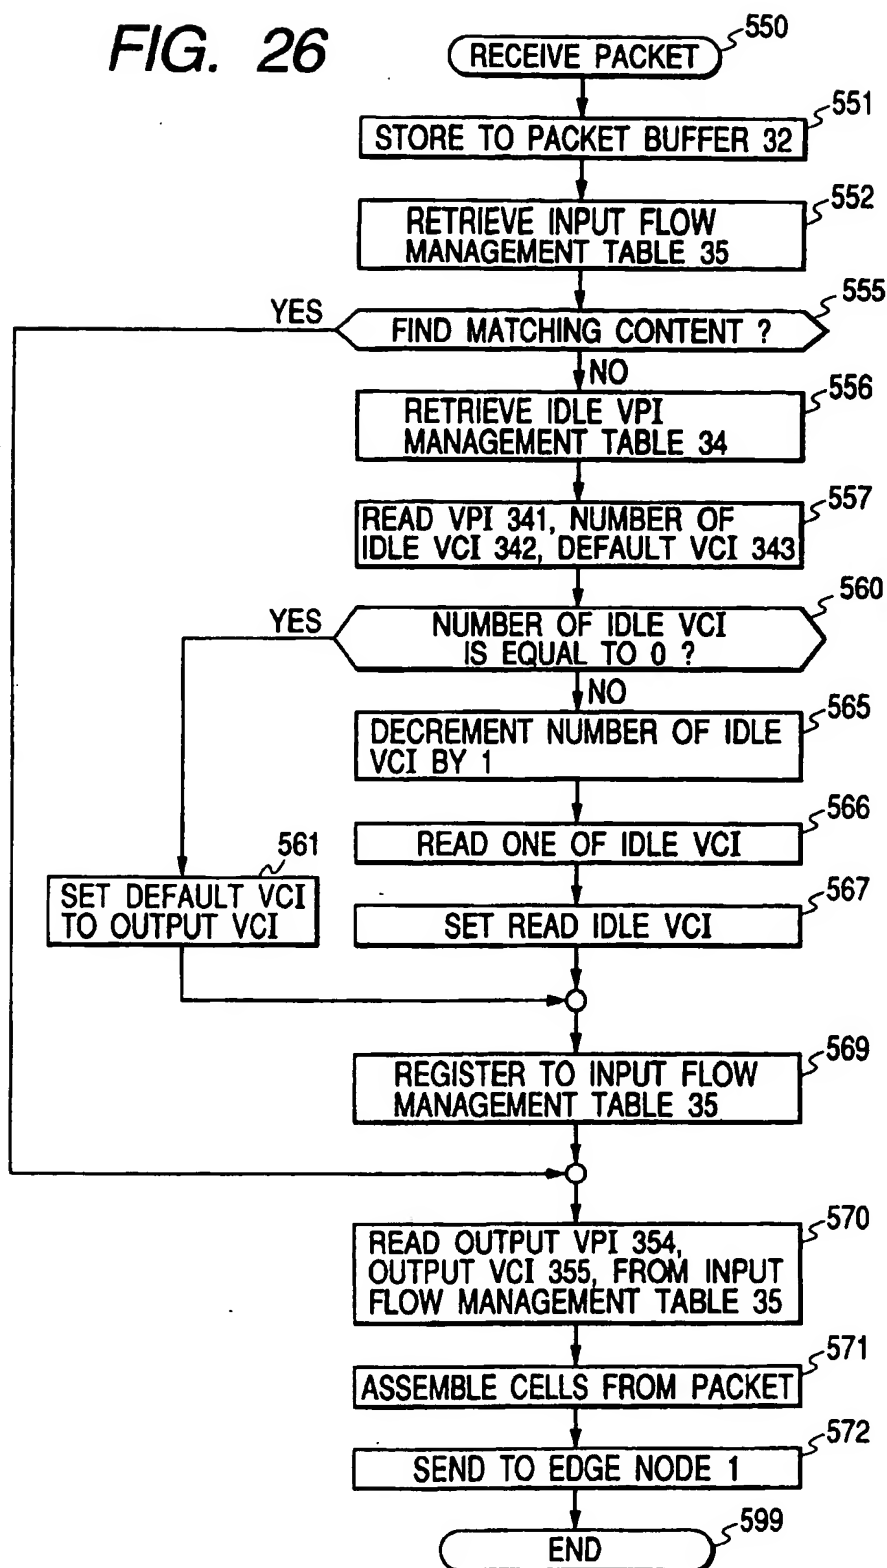 FIG. 26
RECEIVE PACKET
550
STORE TO PACKET BUFFER 32
551
RETRIEVE INPUT FLOW
MANAGEMENT TABLE 35
552
YES
FIND MATCHING CONTENT ?
555
NO
RETRIEVE IDLE VPI
MANAGEMENT TABLE 34
556
READ VPI 341, NUMBER OF
IDLE VCI 342, DEFAULT VCI 343
557
YES
NUMBER OF IDLE VCI
IS EQUAL TO 0 ?
560
NO
DECREMENT NUMBER OF IDLE
VCI BY 1
565
READ ONE OF IDLE VCI
566
561
SET DEFAULT VCI
TO OUTPUT VCI
SET READ IDLE VCI
567
REGISTER TO INPUT FLOW
MANAGEMENT TABLE 35
569
READ OUTPUT VPI 354,
OUTPUT VCI 355, FROM INPUT
FLOW MANAGEMENT TABLE 35
570
ASSEMBLE CELLS FROM PACKET
571
SEND TO EDGE NODE 1
572
END
599